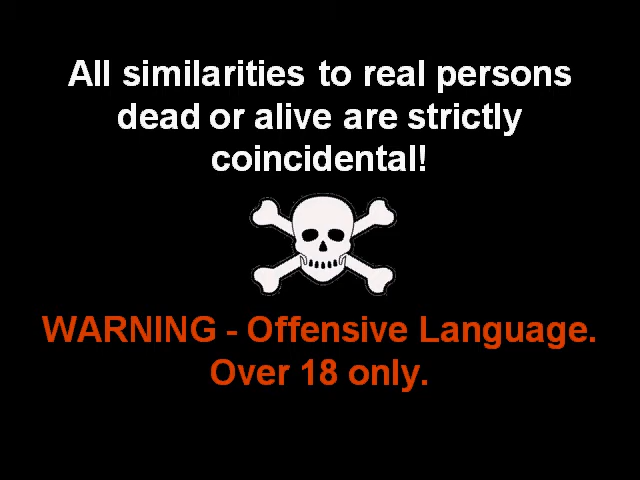 All similarities to real persons
dead or alive are strictly
coincidental!
WARNING - Offensive Language.
Over 18 only.